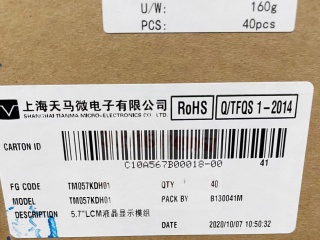 U/W: 160g
PCS: 40pcs
上海天马微电子有限公司 RoHS Q/TFQS 1-2014
SHANGHAI TIANMA MICRO-ELECTRONICS CO. LTD
CARTON ID
C10A567B00018-00 41
FG CODE TM057KDH01 QTY 40
MODEL TM057KDH01 PACK BY B130041M
DESCRIPTION 5.7"LCM液晶显示模组 DATE 2020/10/07 10:50:32